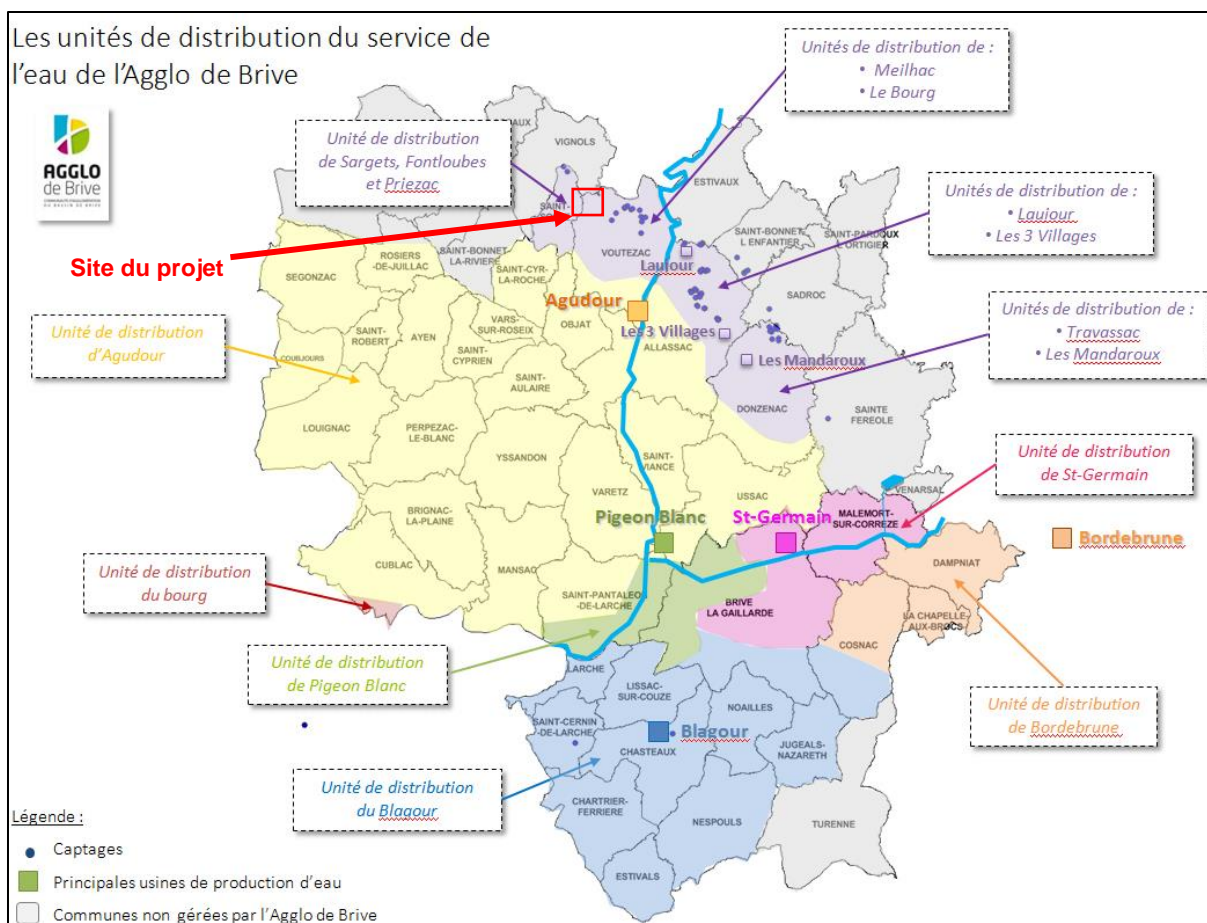 Les unités de distribution du service de
l'eau de l'Agglo de Brive
AGGLO
de Brive
Unités de distribution de :
• Meilhac
• Le Bourg
Unité de distribution
de Sargets, Fontloubes
et Priezac
Unités de distribution de :
• Laujour
• Les 3 Villages
Unités de distribution de :
• Travassac
• Les Mandaroux
Site du projet
Unité de distribution
d'Agudour
Unité de distribution
de St-Germain
Unité de distribution
du bourg
Unité de distribution
de Pigeon Blanc
Unité de distribution
de Bordebrune
Unité de distribution
du Blagour
VIGNOLS
ESTIVAUX
SAINT-
VOUTEZAC
SAINT-BONNET
L ENFANTIER
SAINT-PARDOUX
L'ORTIGIER
SAINT-BONNET
LA-RIVIERE
Laujour
SADROC
ROSIERS
-DE-JUILLAC
SEGONZAC
SAINT-CYR
LA-ROCHE
Agudour
VARS
SUR-ROSEIX
OBJAT
Les 3 Villages
ALLASSAC
SAINT-
ROBERT
AYEN
SAINT-
CYPRIEN
COUBJOURS
Les Mandaroux
SAINT-
AULAIRE
DONZENAC
SAINTE
FEREOLE
LOUIGNAC
PERPEZAC-
LE-BLANC
YSSANDON
SAINT-
VIANCE
VARETZ
USSAC
VENARSAL
BRIGNAC-
LA-PLAINE
Pigeon Blanc
St-Germain
MALEMORT-
SUR-CORREZE
Bordebrune
CUBLAC
MANSAC
DAMPNIAT
SAINT-PANTALEON
-DE-LARCHE
BRIVE
LA GAILLARDE
LA CHAPELLE
-AUX-BROCS
COSNAC
LARCHE
LISSAC-
SUR-COUZE
NOAILLES
SAINT-CERNIN
-DE-LARCHE
Blagour
CHASTEAUX
JUGEALS-
NAZARETH
CHARTRIER-
FERRIERE
NESPOULS
TURENNE
ESTIVALS
Légende :
Captages
Principales usines de production d'eau
Communes non gérées par l'Agglo de Brive